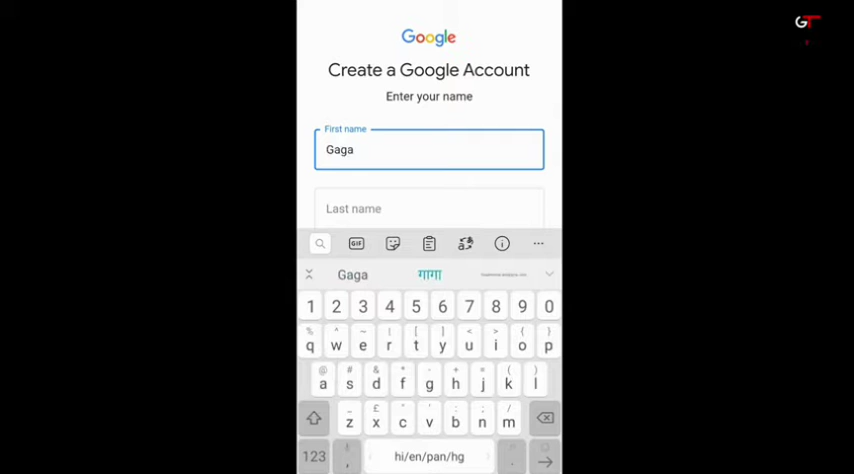 GT
Google
Create a Google Account
Enter your name
First name
Gaga
Last name
GIF
Gaga गागा
1 2 3 4 5 6 7 8 9 0
% ^ ~ | [ ] < > { }
q w e r t y u i o p
@ # & * - + = ( )
a s d f g h j k l
_ £ " ' : ; /
z x c v b n m
123 , hi/en/pan/hg .